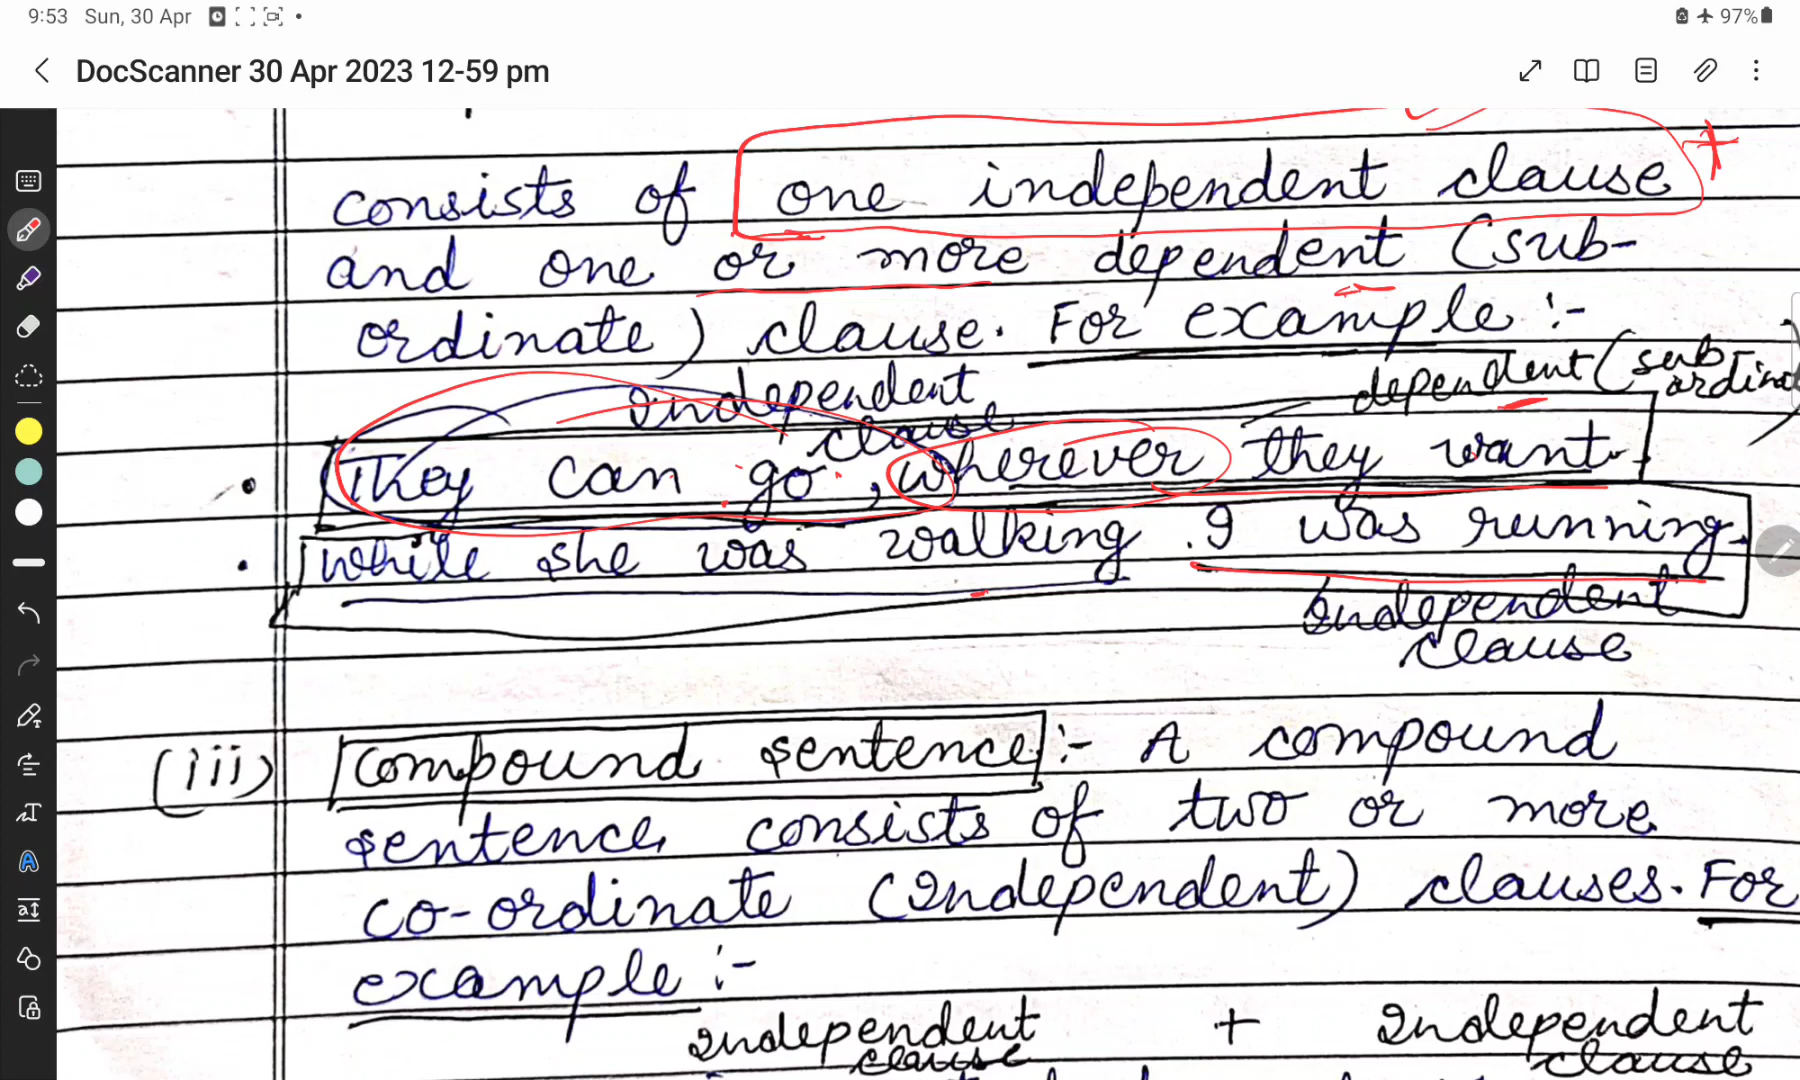 9:53 Sun, 30 Apr
97%
DocScanner 30 Apr 2023 12-59 pm
consists of one independent clause +
and one or more dependent (sub-
ordinate) clause. For example :-
Independent clause
dependent (sub ordina
They can go, wherever they want.
while she was walking . I was running.
Independent
clause
(iii) Compound sentence :- A compound
sentence consists of two or more
co-ordinate (Independent) clauses. For
example :-
Independent + Independent
clause clause